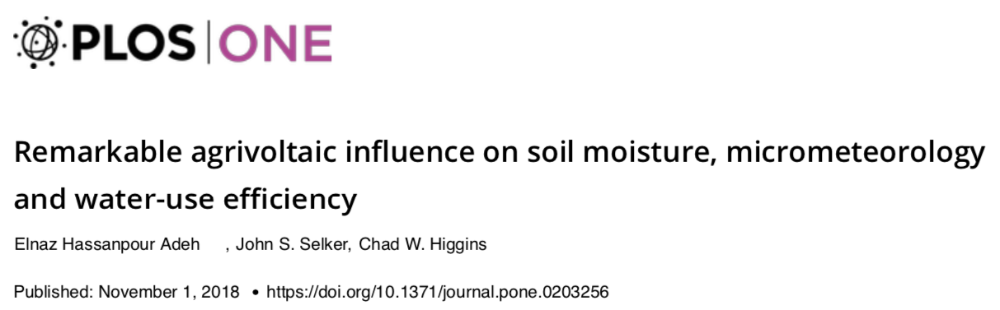 PLOS | ONE
Remarkable agrivoltaic influence on soil moisture, micrometeorology
and water-use efficiency
Elnaz Hassanpour Adeh , John S. Selker, Chad W. Higgins
Published: November 1, 2018 • https://doi.org/10.1371/journal.pone.0203256